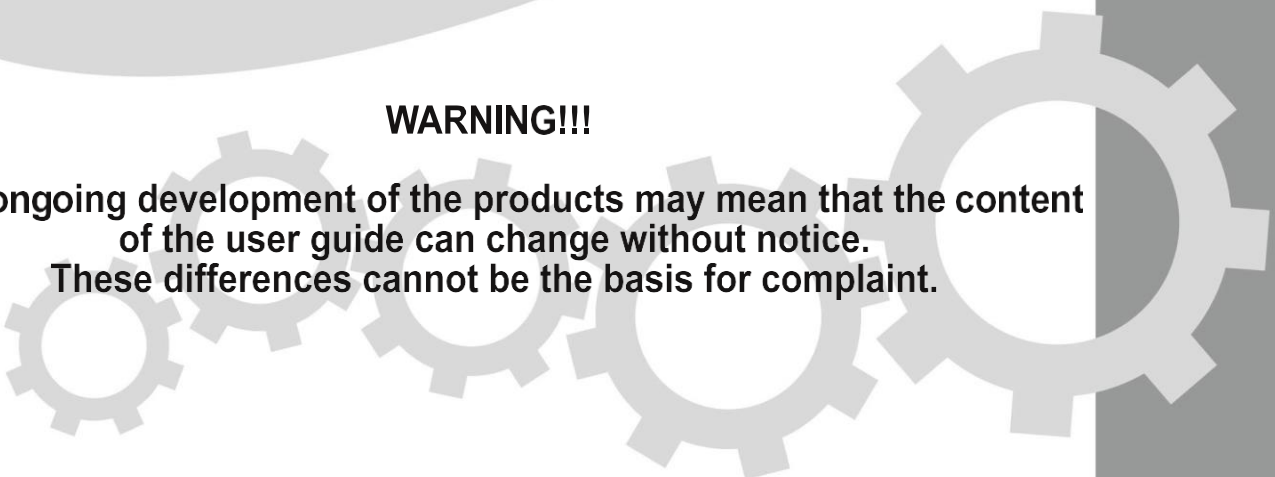 WARNING!!!
ongoing development of the products may mean that the content
of the user guide can change without notice.
These differences cannot be the basis for complaint.